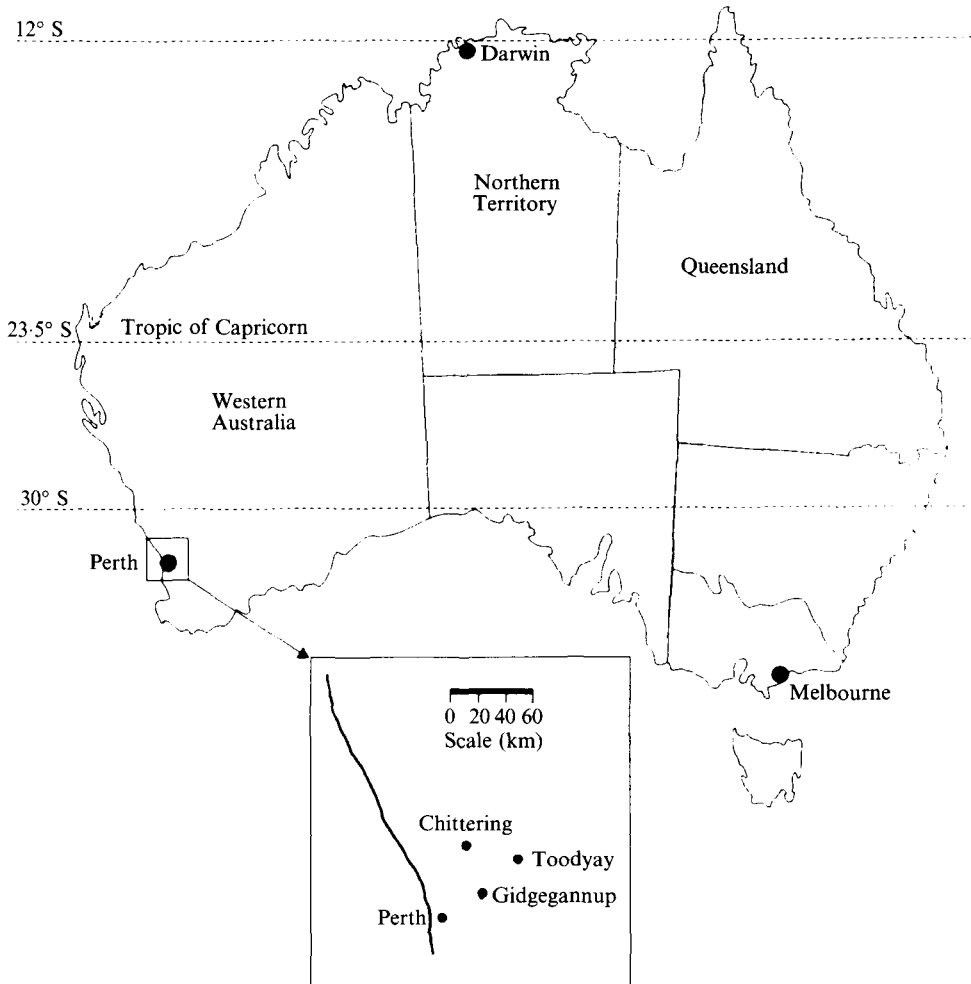 12° S
Darwin
Northern
Territory
Queensland
23·5° S
Tropic of Capricorn
Western
Australia
30° S
Perth
Melbourne
0 20 40 60
Scale (km)
Chittering
Toodyay
Gidgegannup
Perth